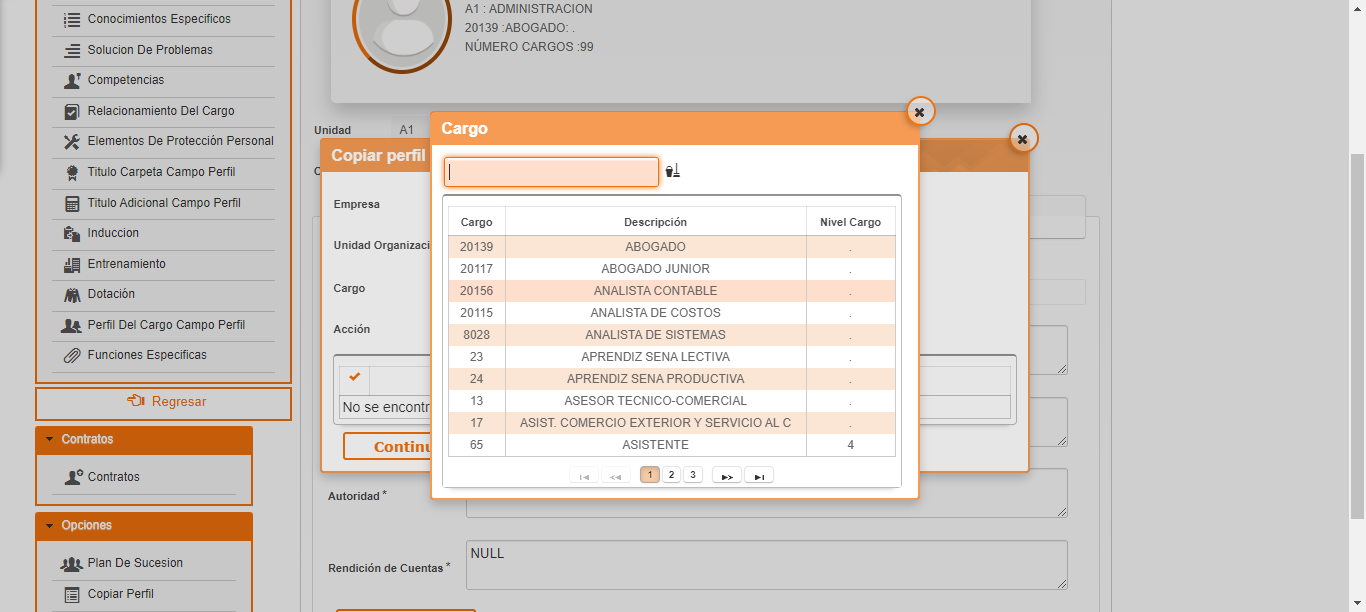 Conocimientos Especificos
Solucion De Problemas
Competencias
Relacionamiento Del Cargo
Elementos De Protección Personal
Titulo Carpeta Campo Perfil
Titulo Adicional Campo Perfil
Induccion
Entrenamiento
Dotación
Perfil Del Cargo Campo Perfil
Funciones Especificas
Regresar
Contratos
Contratos
Opciones
Plan De Sucesion
Copiar Perfil
A1 : ADMINISTRACION
20139 :ABOGADO: .
NÚMERO CARGOS :99
Unidad A1
Copiar perfil
Empresa
Unidad Organizaci
Cargo
Acción
No se encontr
Continu
Autoridad *
Rendición de Cuentas *
NULL
Cargo
Cargo Descripción Nivel Cargo
20139 ABOGADO .
20117 ABOGADO JUNIOR .
20156 ANALISTA CONTABLE .
20115 ANALISTA DE COSTOS .
8028 ANALISTA DE SISTEMAS .
23 APRENDIZ SENA LECTIVA .
24 APRENDIZ SENA PRODUCTIVA .
13 ASESOR TECNICO-COMERCIAL .
17 ASIST. COMERCIO EXTERIOR Y SERVICIO AL C .
65 ASISTENTE 4
1 2 3